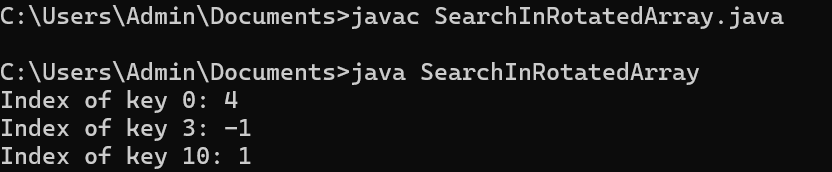 C:\Users\Admin\Documents>javac SearchInRotatedArray.java
C:\Users\Admin\Documents>java SearchInRotatedArray
Index of key 0: 4
Index of key 3: -1
Index of key 10: 1